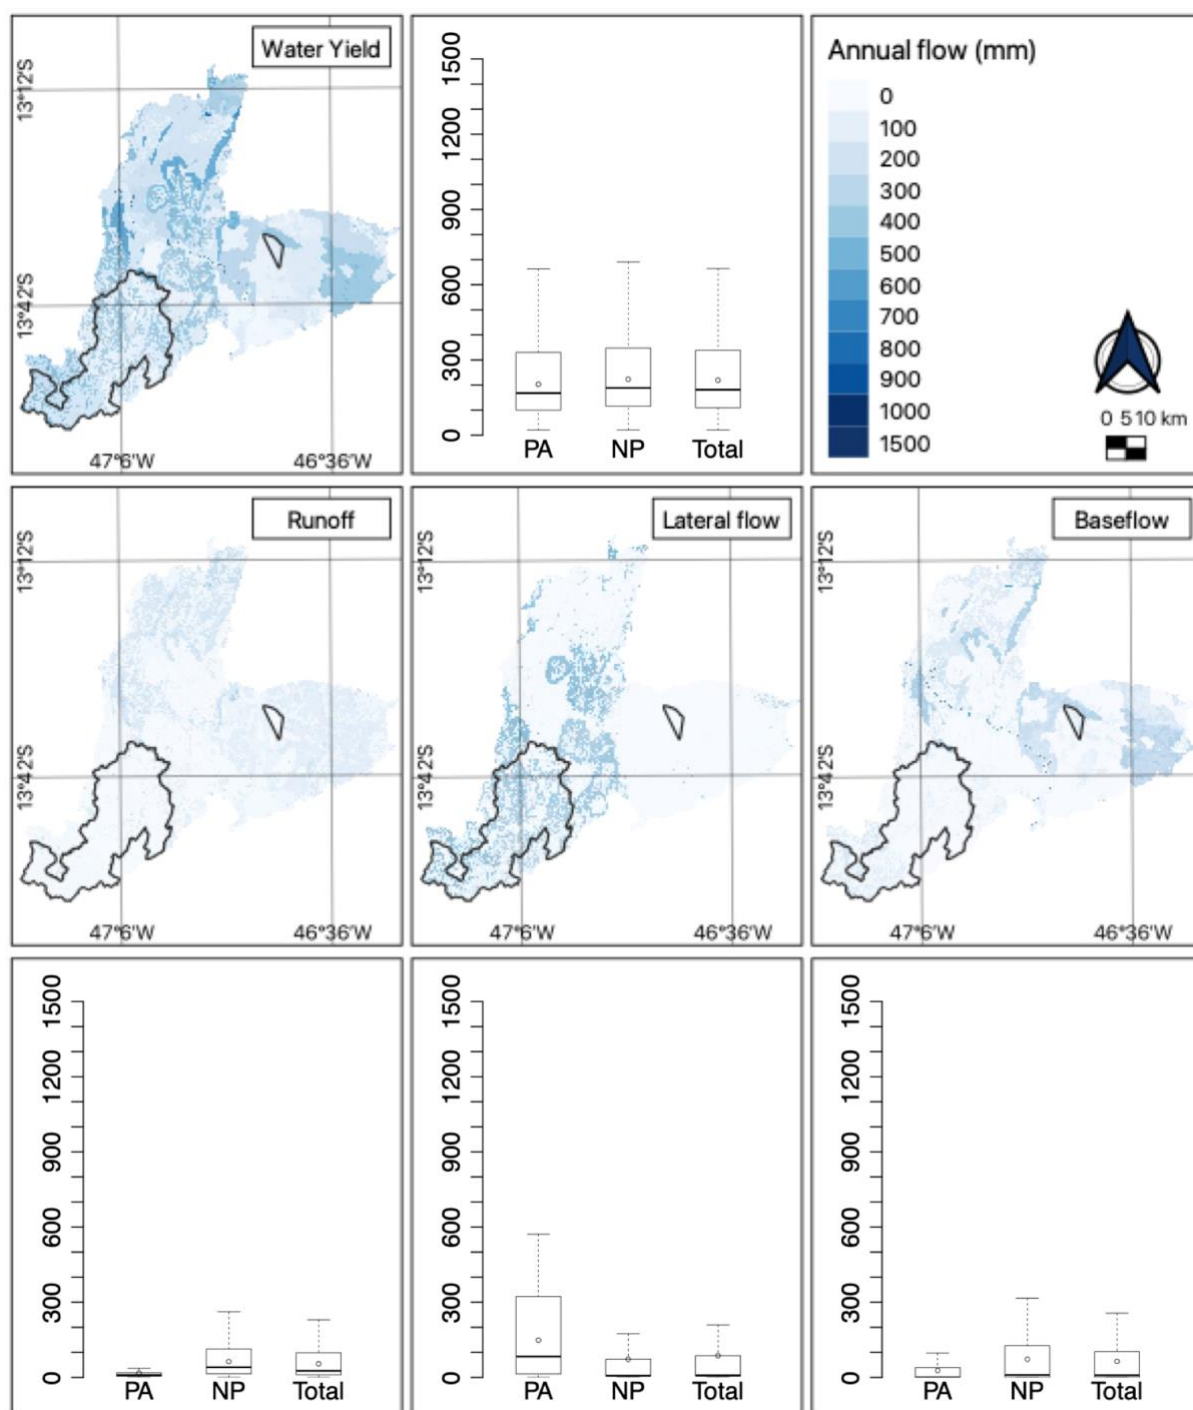 Water Yield
13°12'S
13°42'S
47°6'W
46°36'W
1500
1200
900
600
300
0
PA
NP
Total
Annual flow (mm)
0
100
200
300
400
500
600
700
800
900
1000
1500
0 5 10 km
Runoff
13°12'S
13°42'S
47°6'W
46°36'W
Lateral flow
13°12'S
13°42'S
47°6'W
46°36'W
Baseflow
13°12'S
13°42'S
47°6'W
46°36'W
1500
1200
900
600
300
0
PA
NP
Total
1500
1200
900
600
300
0
PA
NP
Total
1500
1200
900
600
300
0
PA
NP
Total